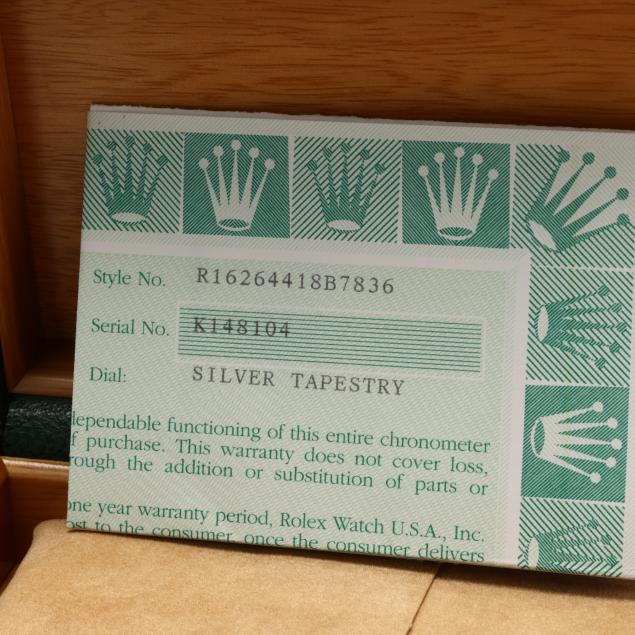 Style No. R16264418B7836
Serial No. K148104
Dial: SILVER TAPESTRY
dependable functioning of this entire chronometer
f purchase. This warranty does not cover loss,
rough the addition or substitution of parts or
one year warranty period, Rolex Watch U.S.A., Inc.
ost to the consumer, once the consumer delivers